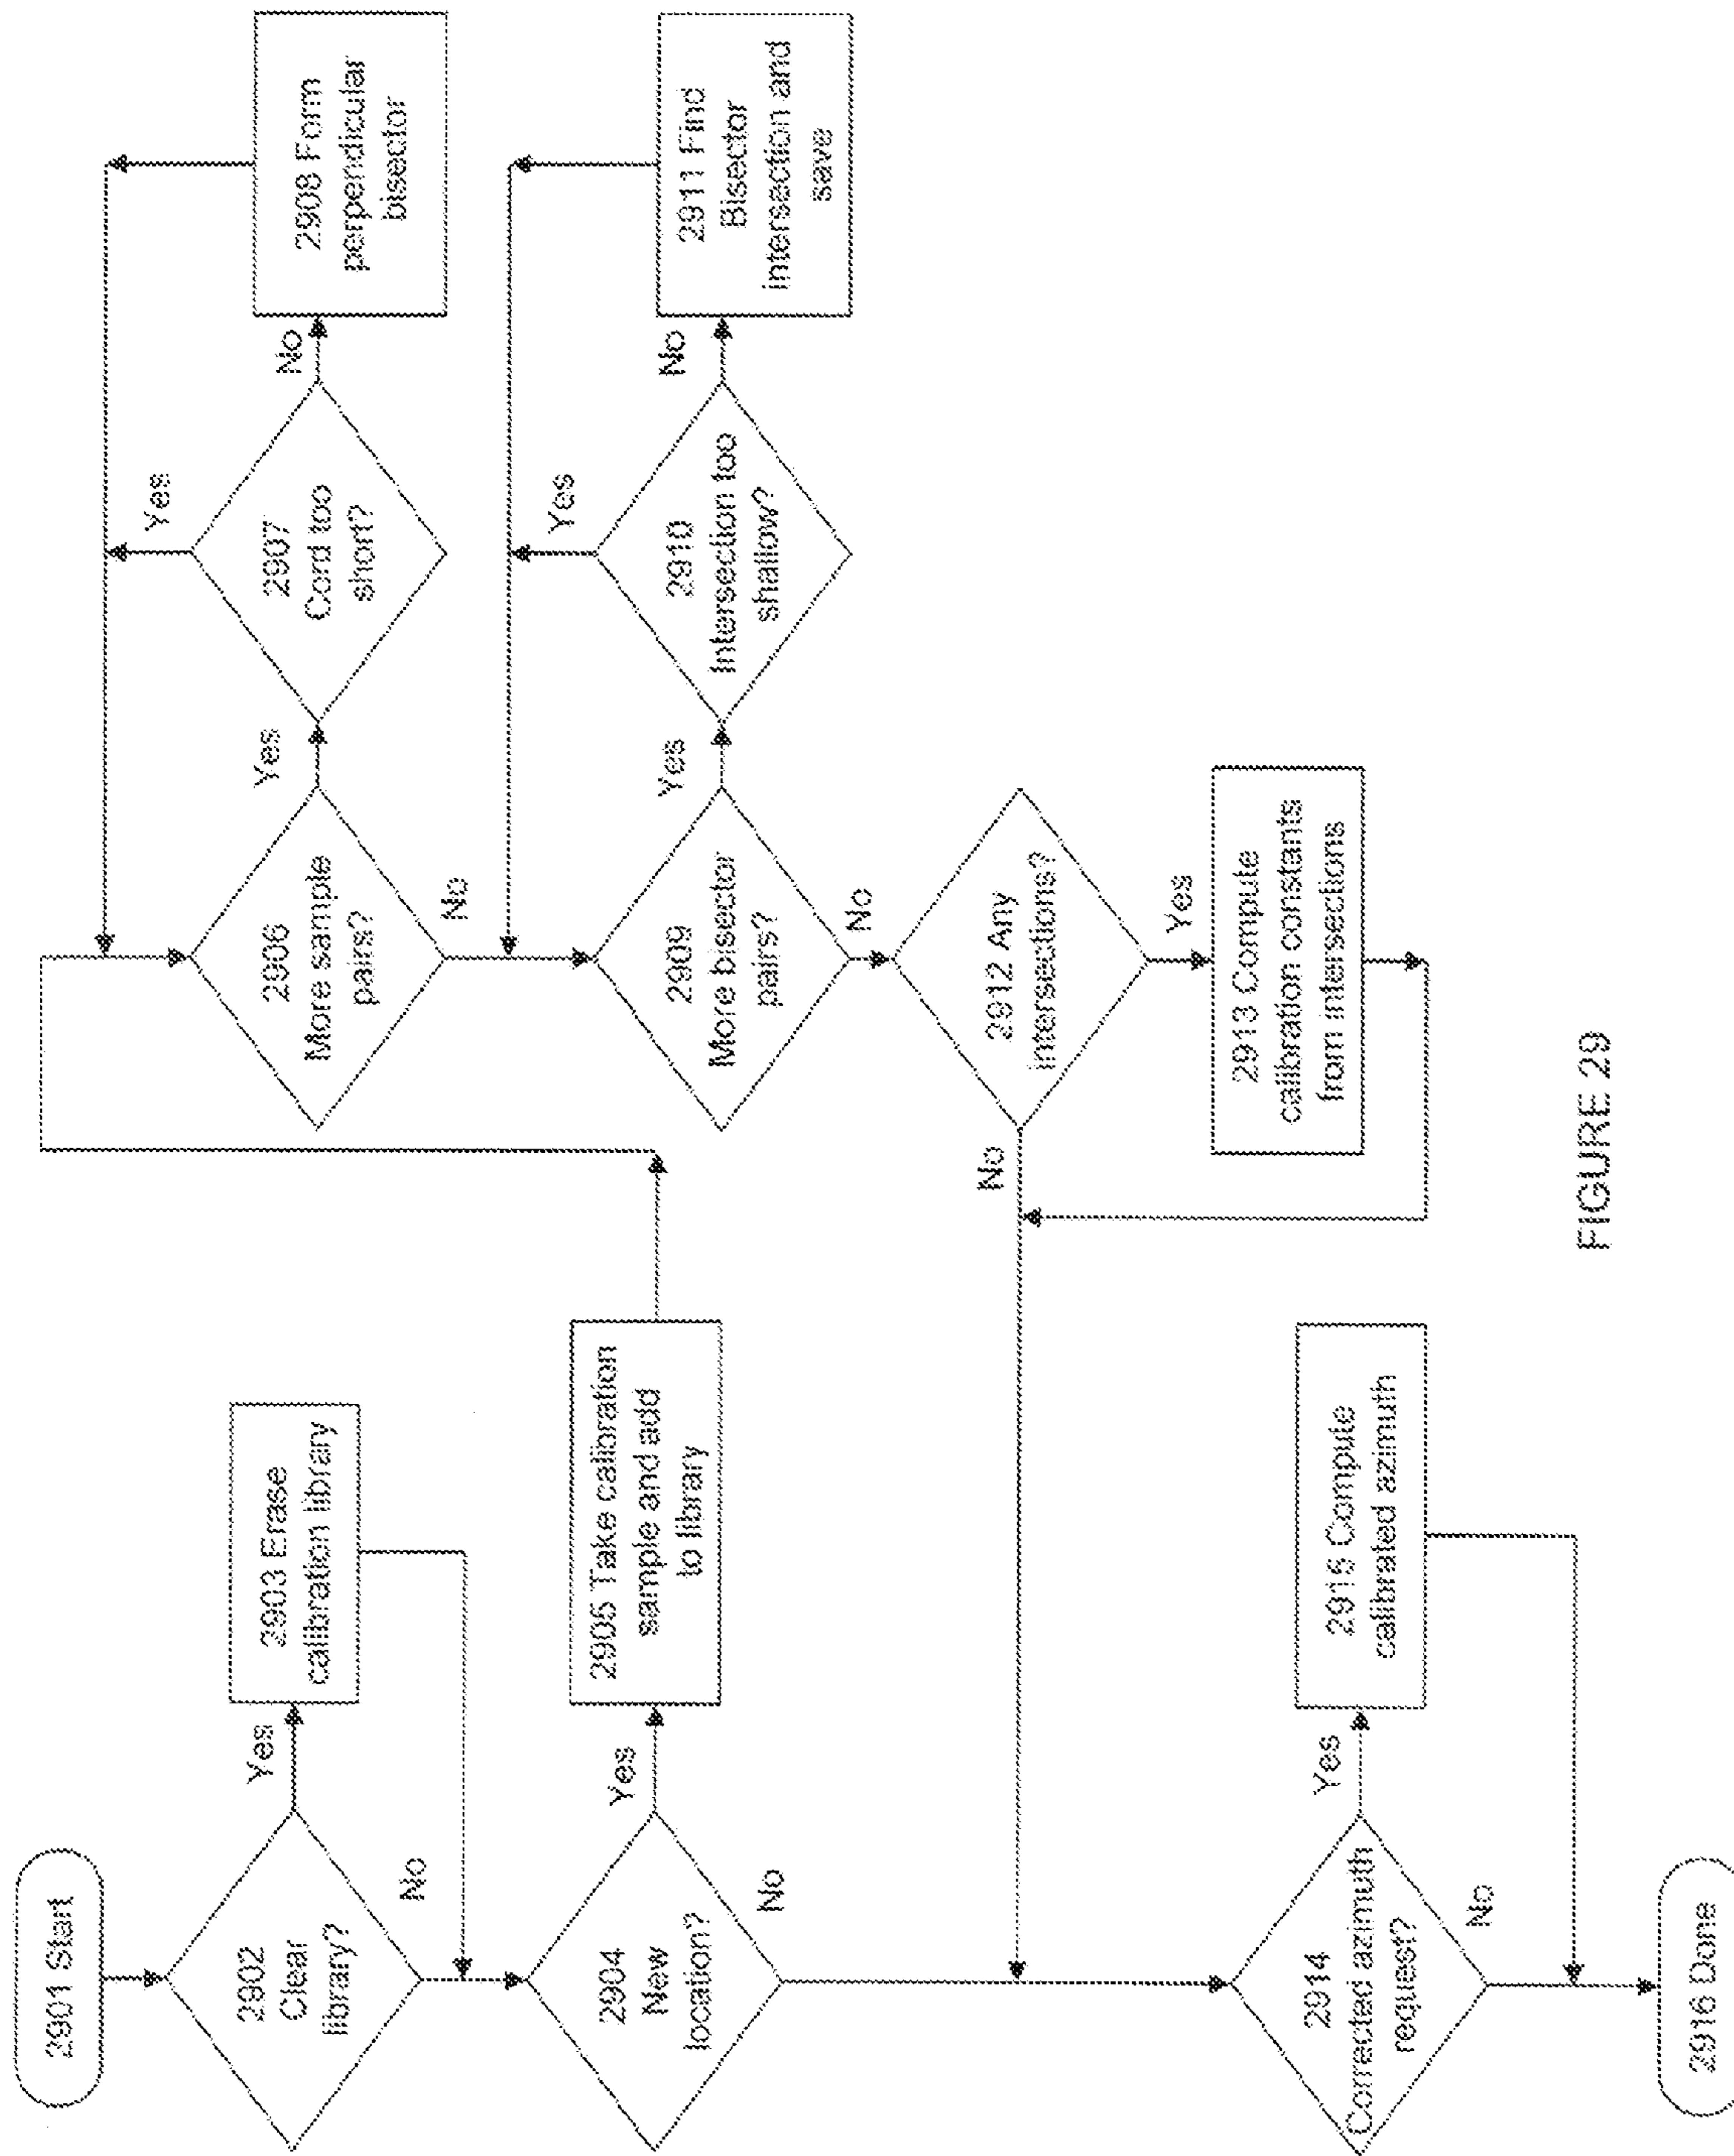 2901 Start
2902
Clear
library?
Yes
No
2903 Erase
calibration library
2904
New
location?
Yes
No
2905 Take calibration
sample and add
to library
2906
More sample
pairs?
Yes
No
2907
Cord too
short?
Yes
No
2908 Form
perpendicular
bisector
2909
More bisector
pairs?
Yes
No
2910
Intersection too
shallow?
Yes
No
2911 Find
Bisector
intersection and
save
2912 Any
intersections?
No
Yes
2913 Compute
calibration constants
from intersections
2914
Corrected azimuth
request?
Yes
No
2915 Compute
calibrated azimuth
2916 Done
FIGURE 29